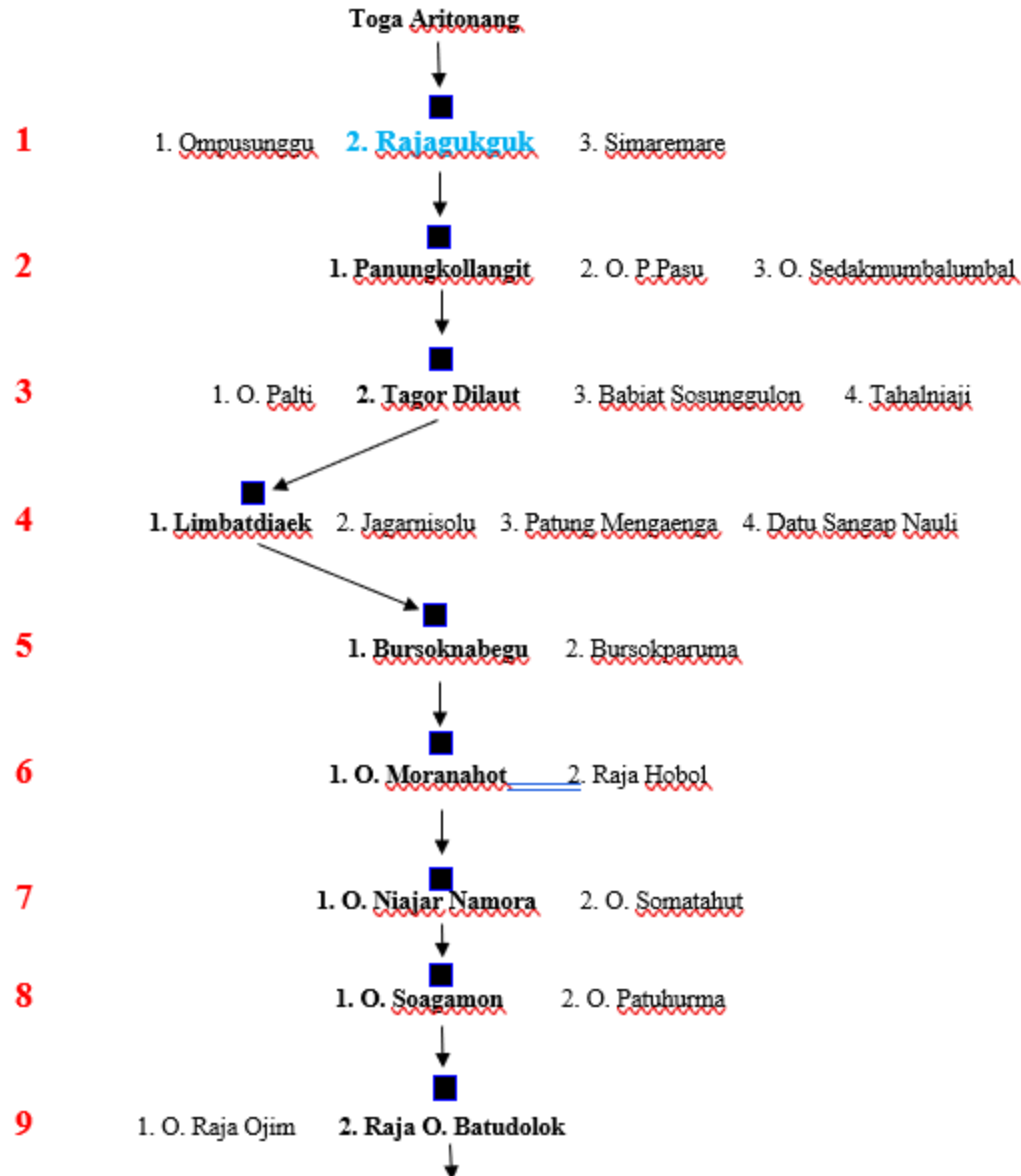 Toga Aritonang
1 1. Ompusunggu 2. Rajagukguk 3. Simaremare
2 1. Panungkollangit 2. O. P.Pasu 3. O. Sedakmumbalumbal
3 1. O. Palti 2. Tagor Dilaut 3. Babiat Sosunggulon 4. Tahalniaji
4 1. Limbatdiaek 2. Jagarnisolu 3. Patung Mengaenga 4. Datu Sangap Nauli
5 1. Bursoknabegu 2. Bursokparuma
6 1. O. Moranahot 2. Raja Hobol
7 1. O. Niajar Namora 2. O. Somatahut
8 1. O. Soagamon 2. O. Patuhurma
9 1. O. Raja Ojim 2. Raja O. Batudolok